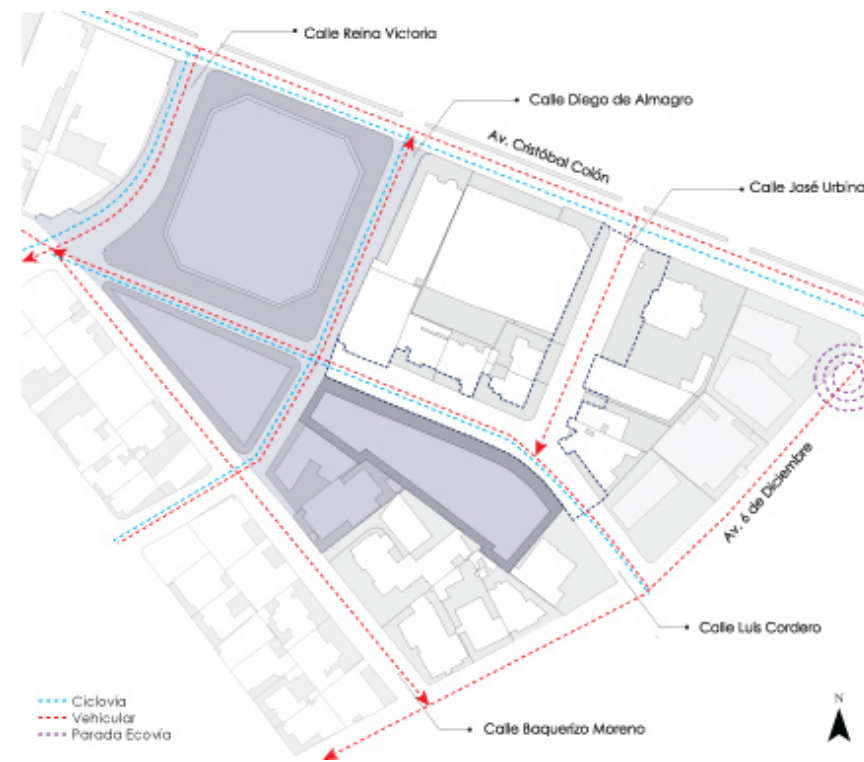 Calle Reina Victoria
Calle Diego de Almagro
Av. Cristóbal Colón
Calle José Urbina
Av. 6 de Diciembre
Calle Luis Cordero
Calle Baquerizo Moreno
Ciclovía
Vehicular
Parada Ecovía
N